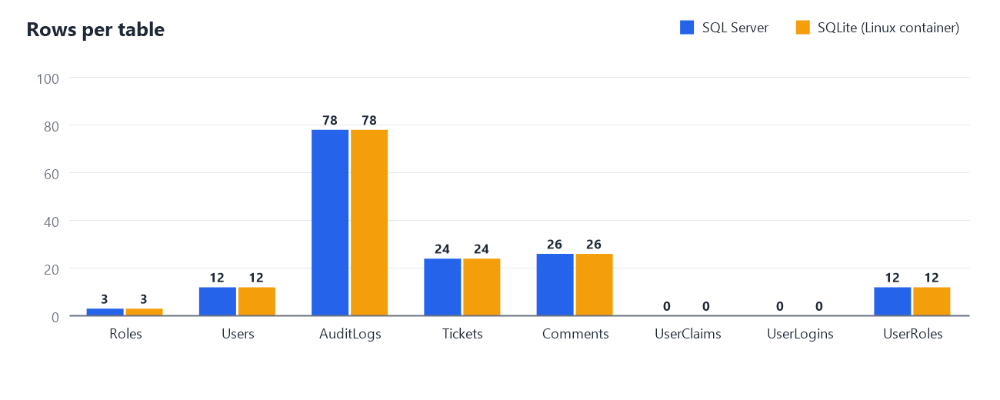 Rows per table
SQL Server
SQLite (Linux container)
100
80
60
40
20
0
78 78
24 24
26 26
12 12
12 12
3 3
0 0
0 0
Roles
Users
AuditLogs
Tickets
Comments
UserClaims
UserLogins
UserRoles